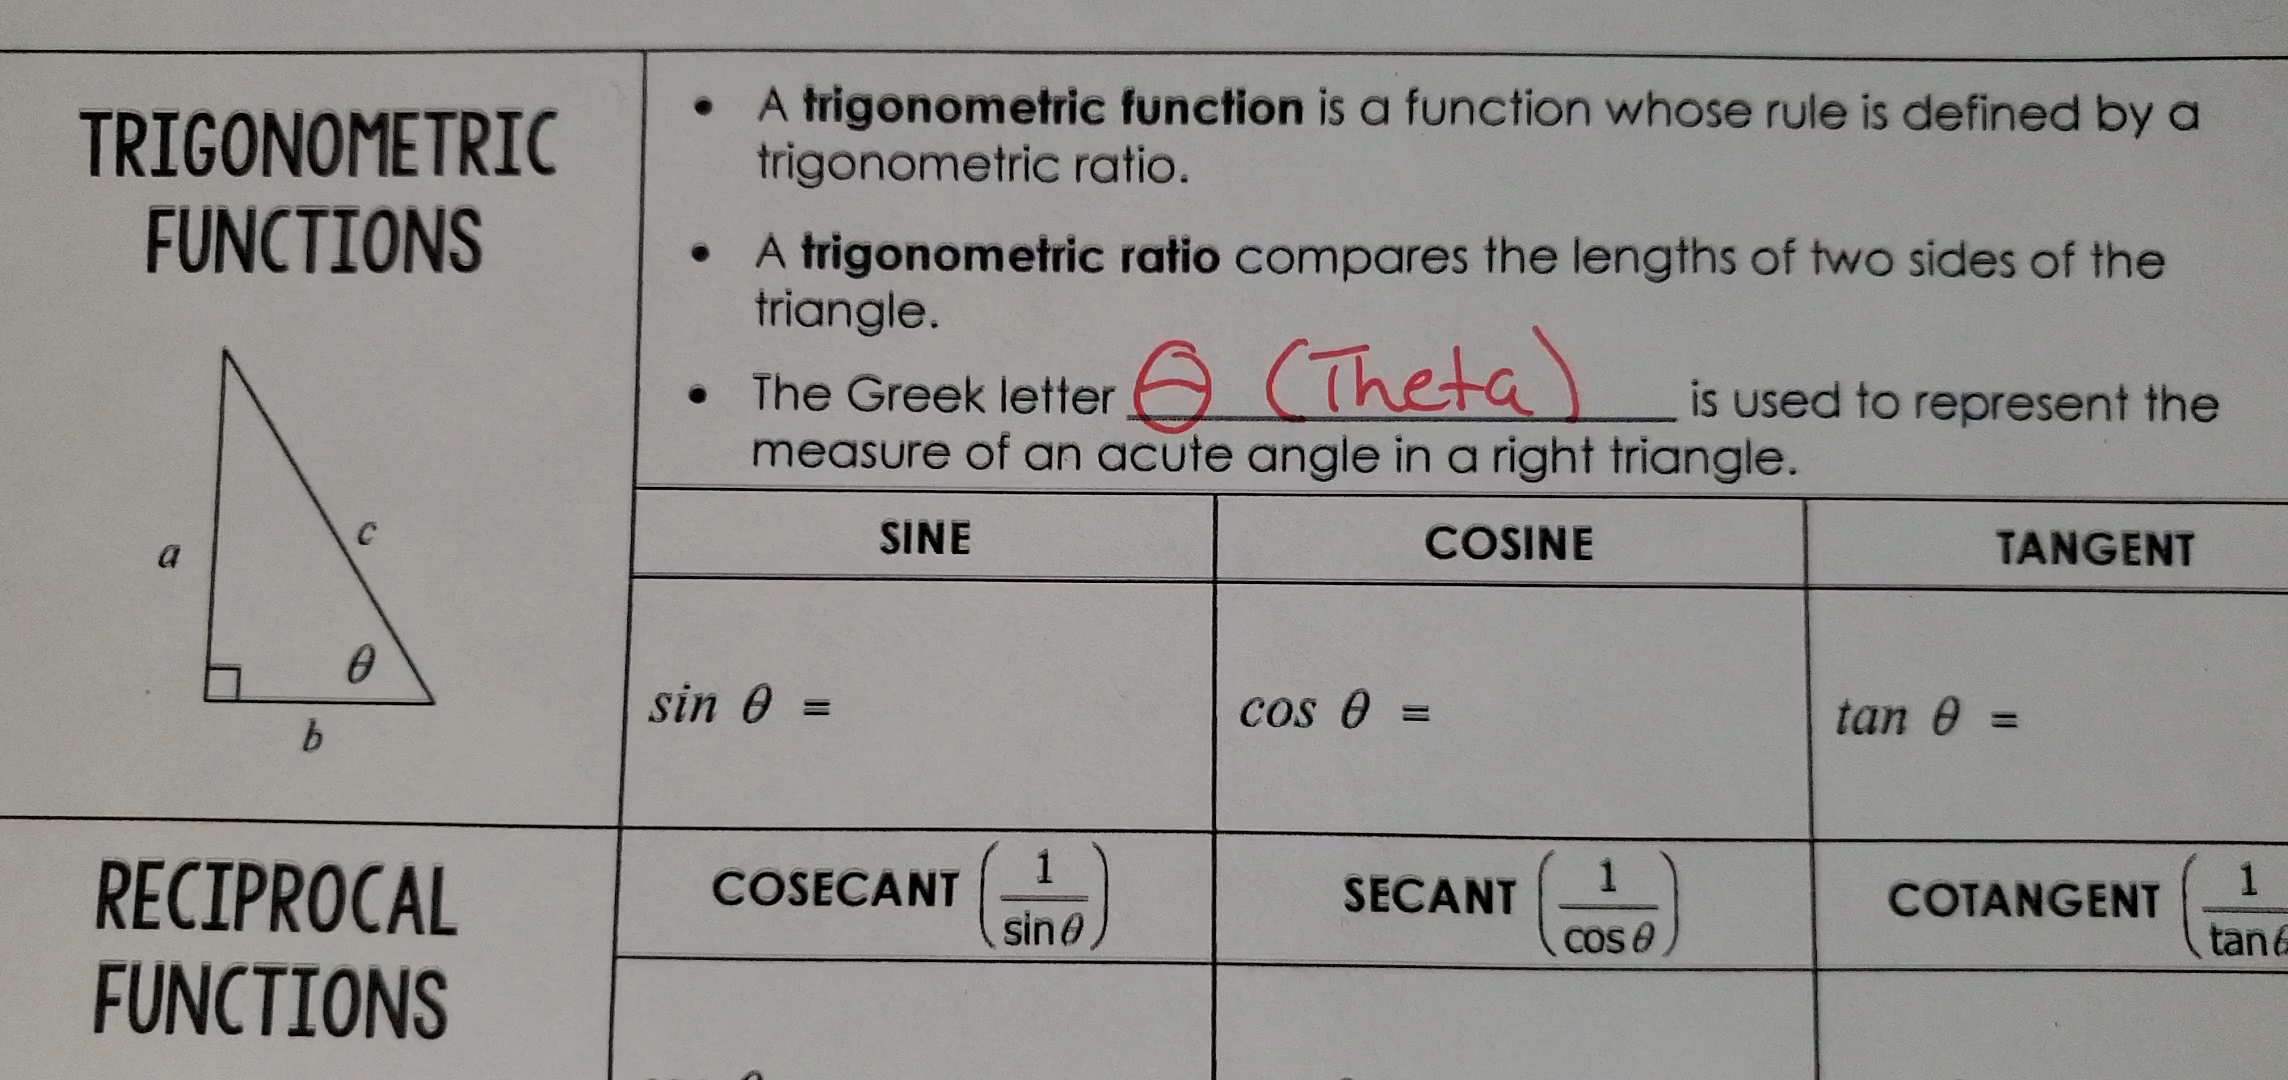 TRIGONOMETRIC
FUNCTIONS
a
c
θ
b
• A trigonometric function is a function whose rule is defined by a
trigonometric ratio.
• A trigonometric ratio compares the lengths of two sides of the
triangle.
• The Greek letter θ (Theta) is used to represent the
measure of an acute angle in a right triangle.
SINE
COSINE
TANGENT
sin θ =
cos θ =
tan θ =
RECIPROCAL
FUNCTIONS
COSECANT (1/sinθ)
SECANT (1/cosθ)
COTANGENT (1/tanθ